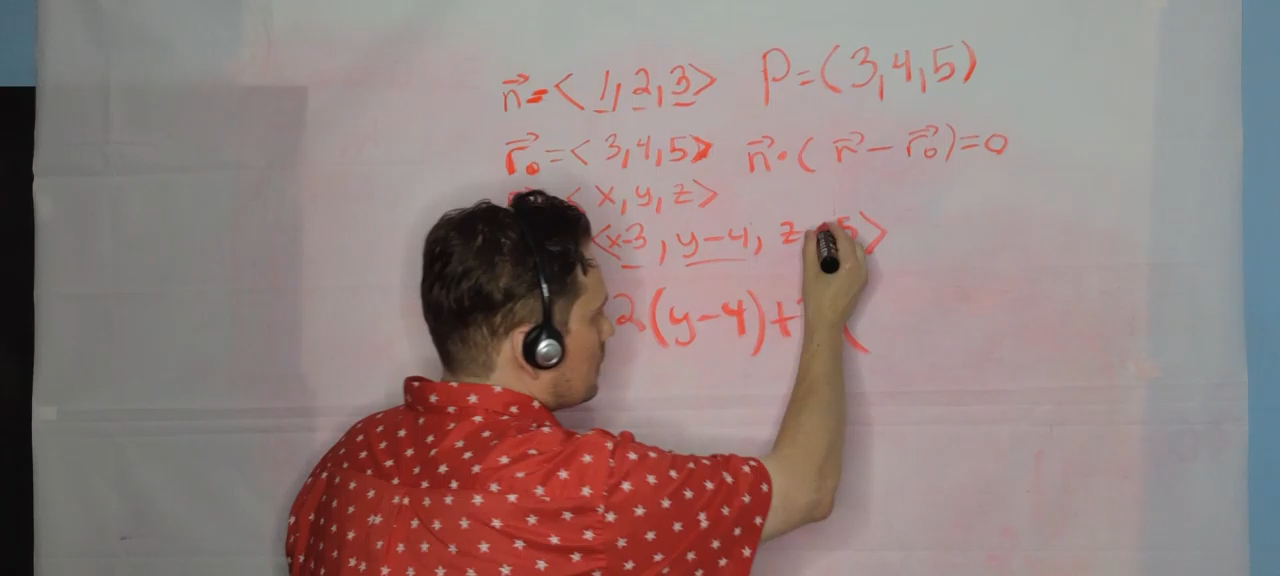 n⃗=< 1, 2, 3> P=(3,4,5)
r⃗₀=< 3,4,5> n⃗·( r⃗ - r⃗₀)=0
< x, y, z>
<x-3, y-4, z-5>
2(y-4)+ (